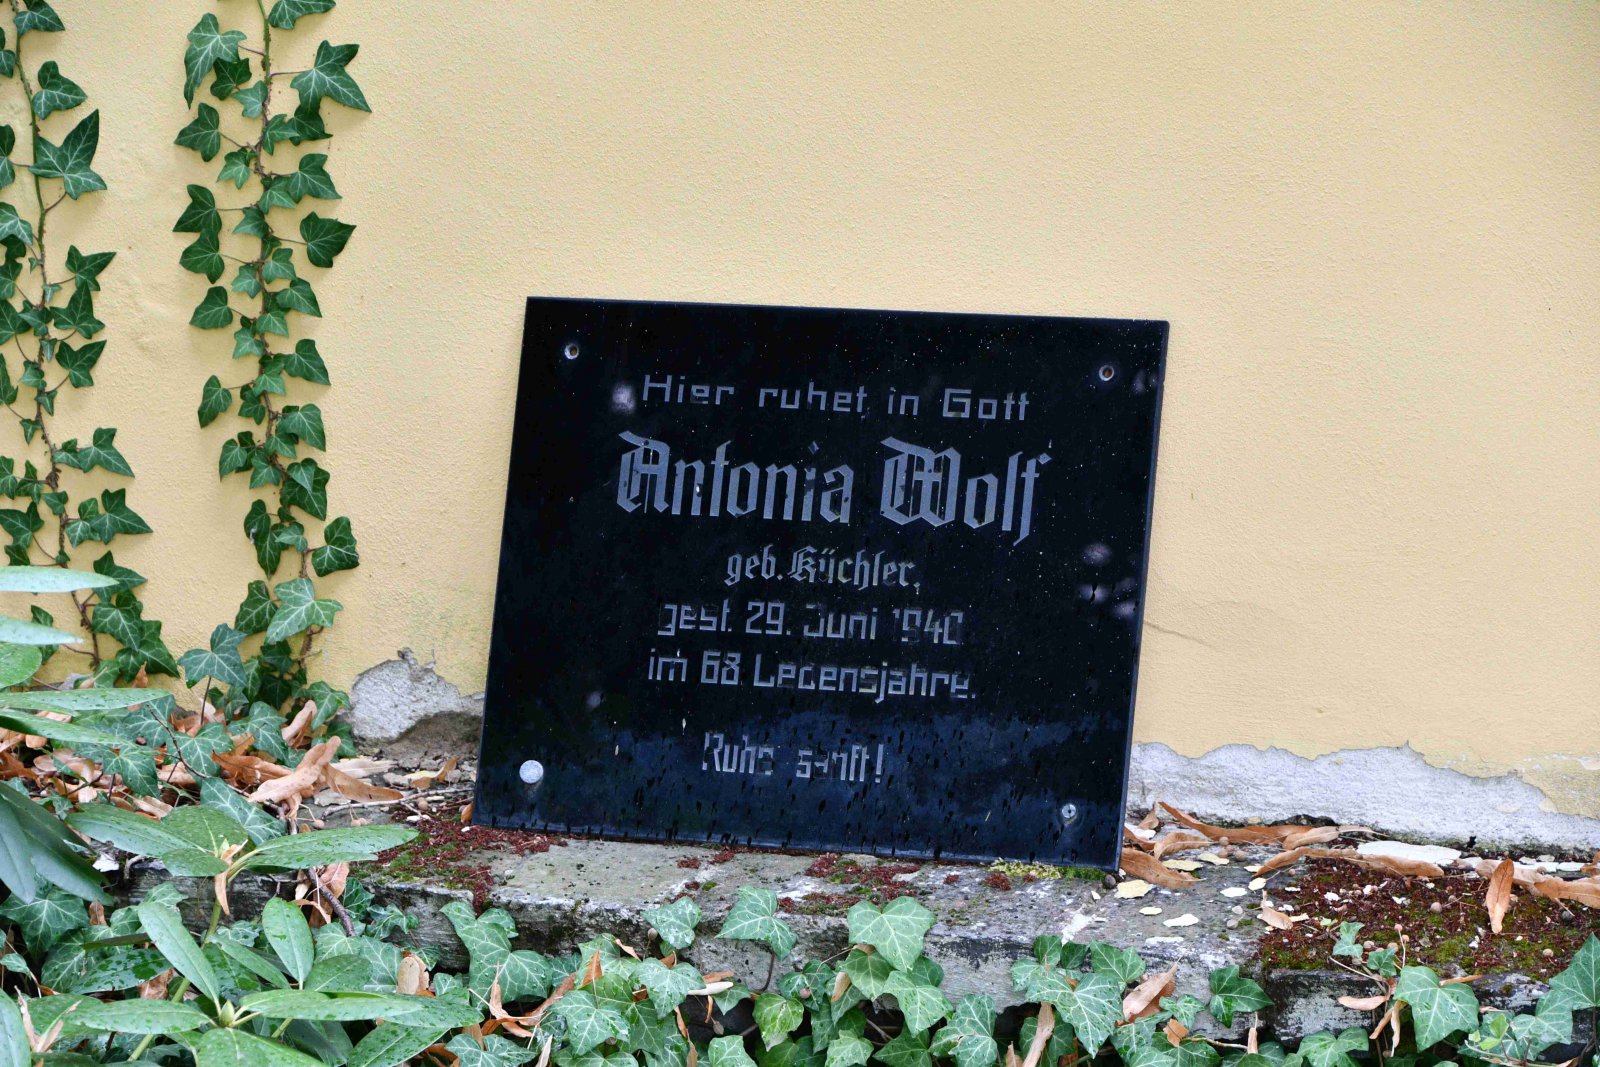 Hier ruhet in Gott
Antonia Wolf
geb. Küchler,
gest. 29. Juni 1940
im 68 Lebensjahre.
Ruhe sanft!